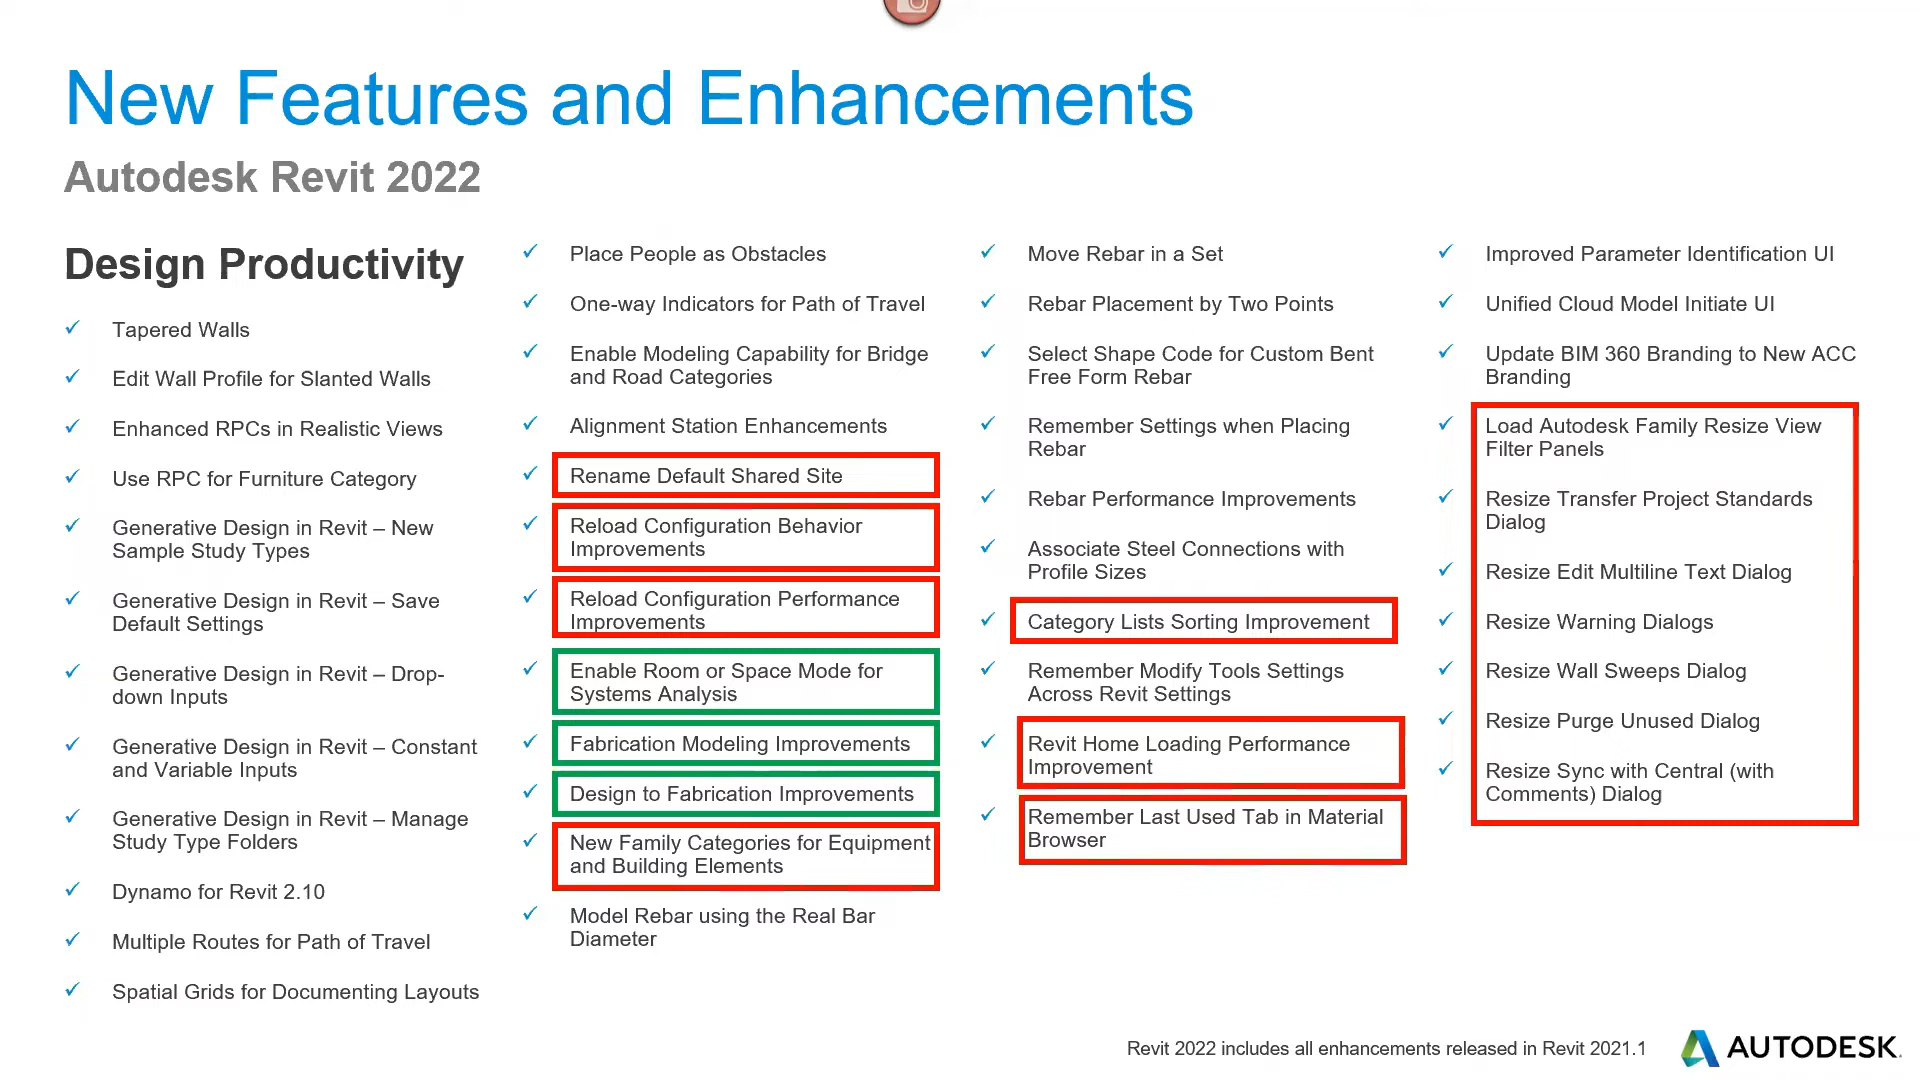 New Features and Enhancements
Autodesk Revit 2022
Design Productivity
Tapered Walls
Edit Wall Profile for Slanted Walls
Enhanced RPCs in Realistic Views
Use RPC for Furniture Category
Generative Design in Revit – New
Sample Study Types
Generative Design in Revit – Save
Default Settings
Generative Design in Revit – Drop-
down Inputs
Generative Design in Revit – Constant
and Variable Inputs
Generative Design in Revit – Manage
Study Type Folders
Dynamo for Revit 2.10
Multiple Routes for Path of Travel
Spatial Grids for Documenting Layouts
Place People as Obstacles
One-way Indicators for Path of Travel
Enable Modeling Capability for Bridge
and Road Categories
Alignment Station Enhancements
Rename Default Shared Site
Reload Configuration Behavior
Improvements
Reload Configuration Performance
Improvements
Enable Room or Space Mode for
Systems Analysis
Fabrication Modeling Improvements
Design to Fabrication Improvements
New Family Categories for Equipment
and Building Elements
Model Rebar using the Real Bar
Diameter
Move Rebar in a Set
Rebar Placement by Two Points
Select Shape Code for Custom Bent
Free Form Rebar
Remember Settings when Placing
Rebar
Rebar Performance Improvements
Associate Steel Connections with
Profile Sizes
Category Lists Sorting Improvement
Remember Modify Tools Settings
Across Revit Settings
Revit Home Loading Performance
Improvement
Remember Last Used Tab in Material
Browser
Improved Parameter Identification UI
Unified Cloud Model Initiate UI
Update BIM 360 Branding to New ACC
Branding
Load Autodesk Family Resize View
Filter Panels
Resize Transfer Project Standards
Dialog
Resize Edit Multiline Text Dialog
Resize Warning Dialogs
Resize Wall Sweeps Dialog
Resize Purge Unused Dialog
Resize Sync with Central (with
Comments) Dialog
Revit 2022 includes all enhancements released in Revit 2021.1
AUTODESK.